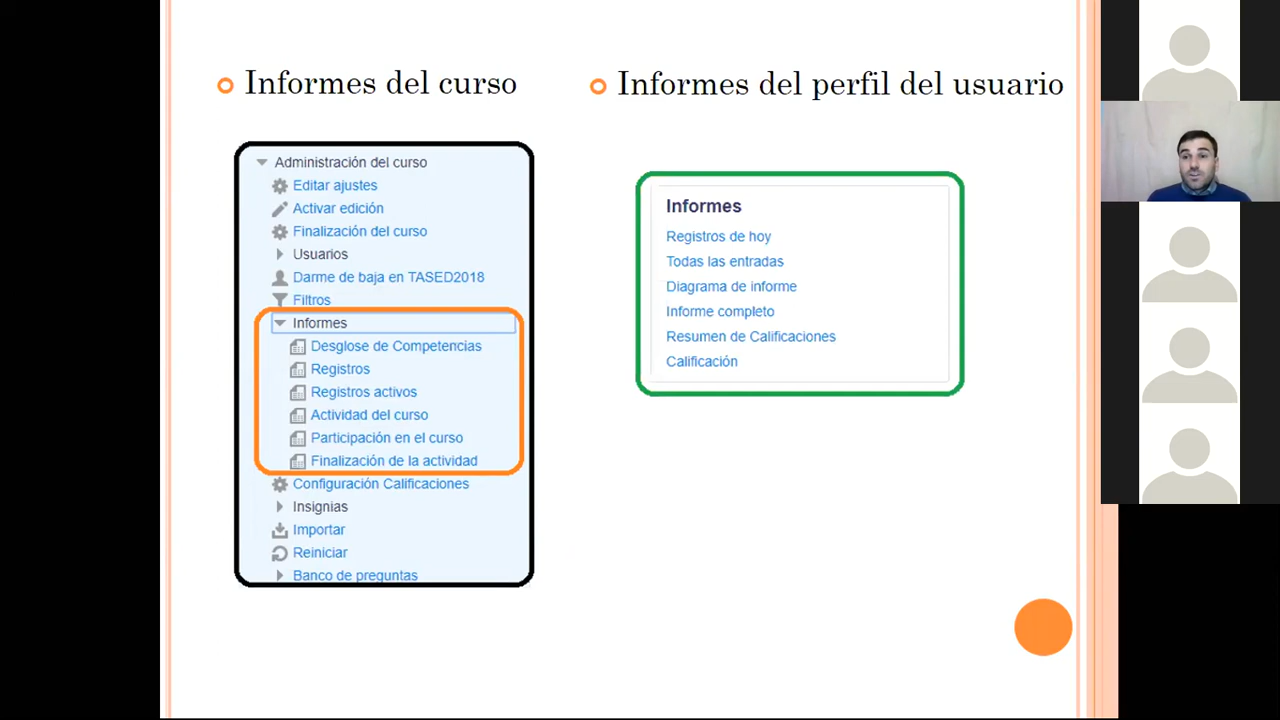 Informes del curso
Informes del perfil del usuario
Administración del curso
Editar ajustes
Activar edición
Finalización del curso
Usuarios
Darme de baja en TASED2018
Filtros
Informes
Desglose de Competencias
Registros
Registros activos
Actividad del curso
Participación en el curso
Finalización de la actividad
Configuración Calificaciones
Insignias
Importar
Reiniciar
Banco de preguntas
Informes
Registros de hoy
Todas las entradas
Diagrama de informe
Informe completo
Resumen de Calificaciones
Calificación